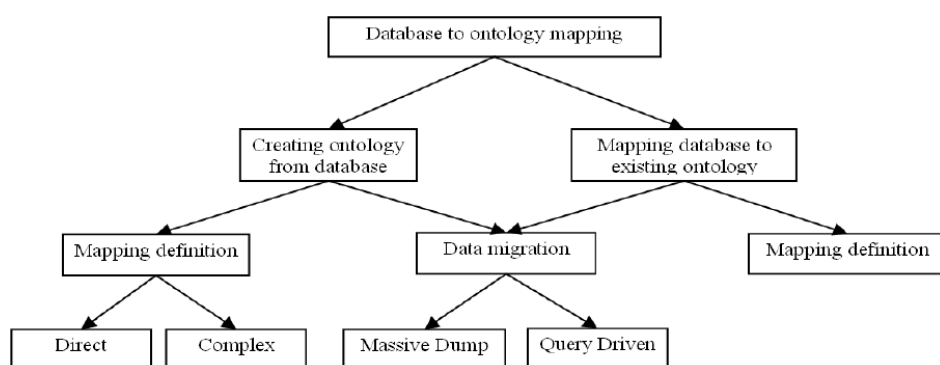 Database to ontology mapping
Creating ontology
from database
Mapping database to
existing ontology
Mapping definition
Data migration
Mapping definition
Direct
Complex
Massive Dump
Query Driven